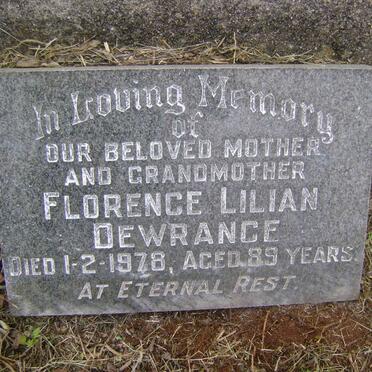 In Loving Memory
of
OUR BELOVED MOTHER
AND GRANDMOTHER
FLORENCE LILIAN
DEWRANCE
DIED 1-2-1978, AGED 89 YEARS.
AT ETERNAL REST.